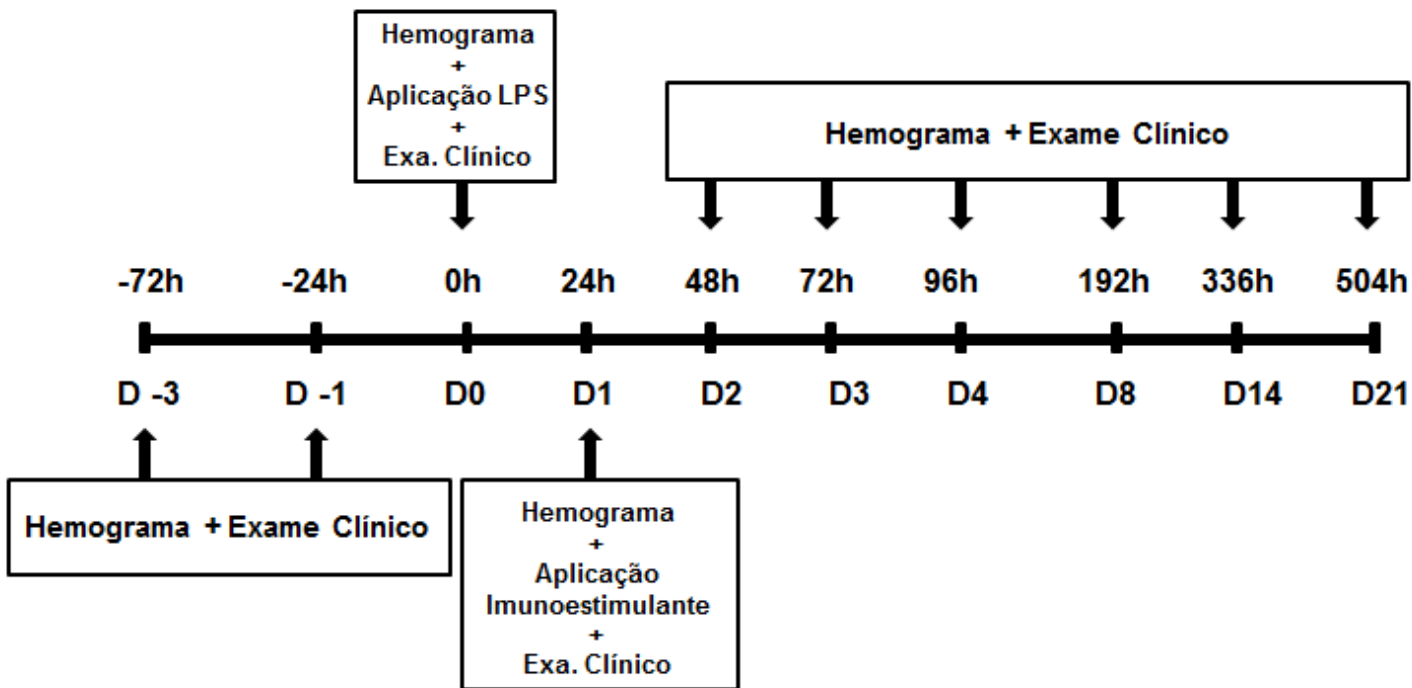 Hemograma
+
Aplicação LPS
+
Exa. Clínico
Hemograma + Exame Clínico
-72h -24h 0h 24h 48h 72h 96h 192h 336h 504h
D -3 D -1 D0 D1 D2 D3 D4 D8 D14 D21
Hemograma + Exame Clínico
Hemograma
+
Aplicação
Imunoestimulante
+
Exa. Clínico